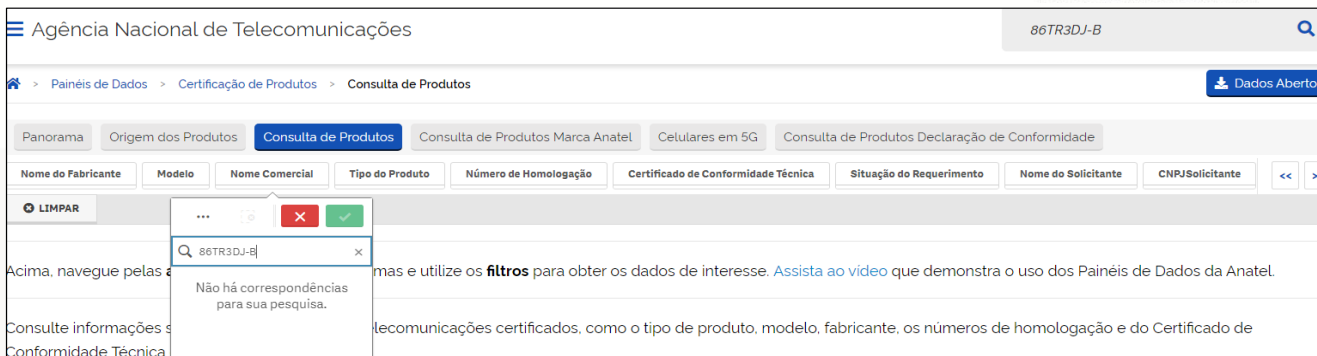 Agência Nacional de Telecomunicações
86TR3DJ-B
> Painéis de Dados > Certificação de Produtos > Consulta de Produtos
Dados Aberto
Panorama Origem dos Produtos Consulta de Produtos Consulta de Produtos Marca Anatel Celulares em 5G Consulta de Produtos Declaração de Conformidade
Nome do Fabricante Modelo Nome Comercial Tipo do Produto Número de Homologação Certificado de Conformidade Técnica Situação do Requerimento Nome do Solicitante CNPJSolicitante << >
LIMPAR
...
86TR3DJ-B
Não há correspondências
para sua pesquisa.
Acima, navegue pelas a mas e utilize os filtros para obter os dados de interesse. Assista ao vídeo que demonstra o uso dos Painéis de Dados da Anatel.
Consulte informações s elecomunicações certificados, como o tipo de produto, modelo, fabricante, os números de homologação e do Certificado de
Conformidade Técnica